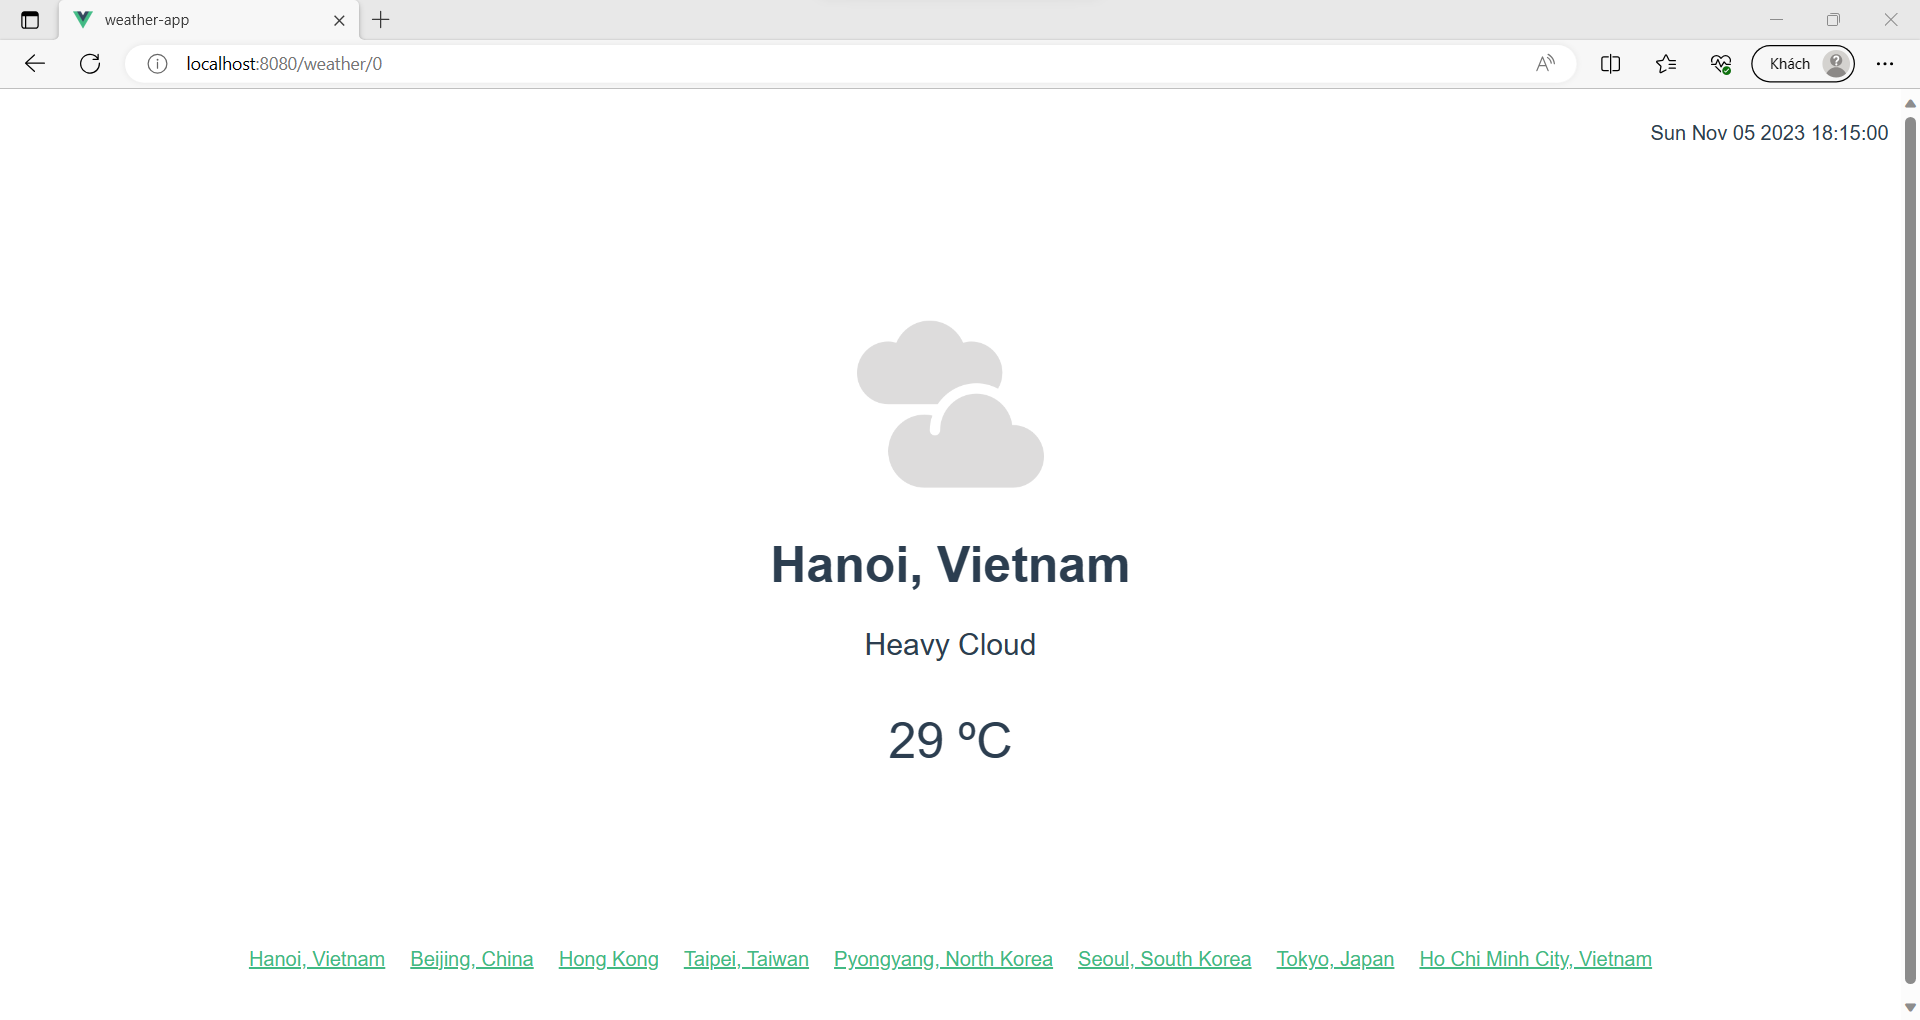 weather-app
localhost:8080/weather/0
Khách
Sun Nov 05 2023 18:15:00
Hanoi, Vietnam
Heavy Cloud
29 ºC
Hanoi, Vietnam Beijing, China Hong Kong Taipei, Taiwan Pyongyang, North Korea Seoul, South Korea Tokyo, Japan Ho Chi Minh City, Vietnam